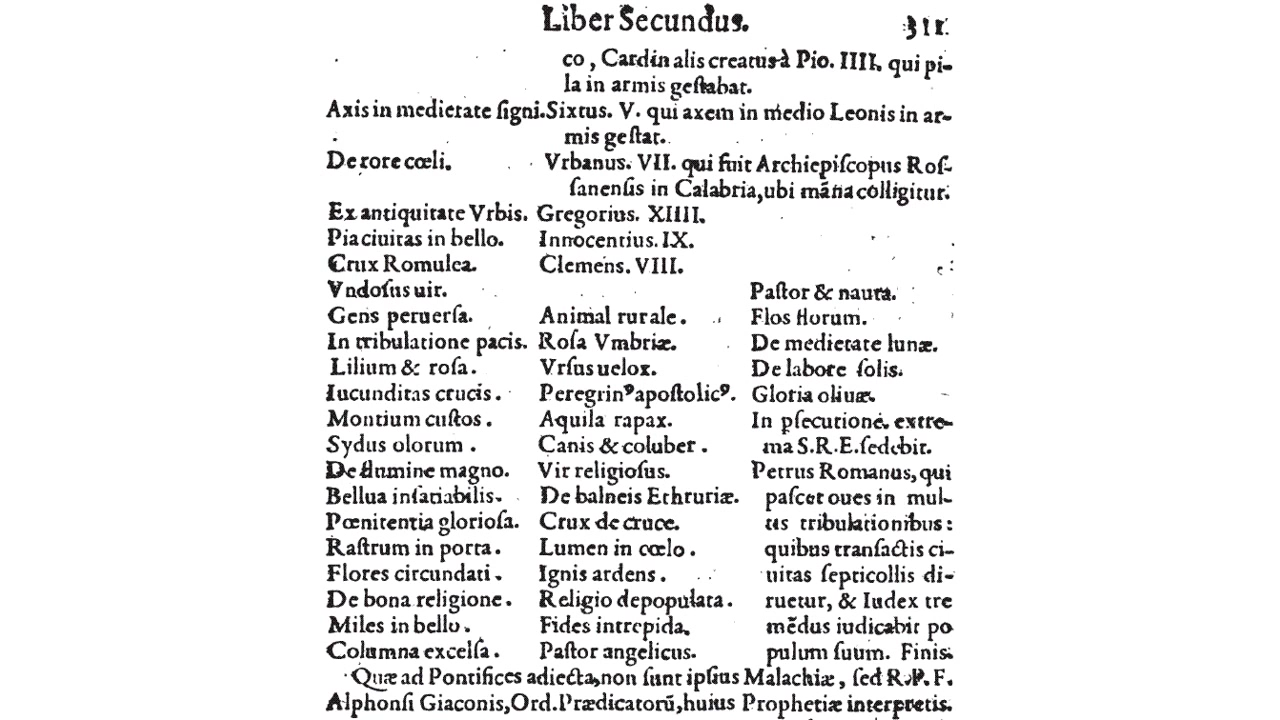 Liber Secundus. 311.
co, Cardinalis creatus à Pio. IIII. qui pi-
la in armis geſtabat.
Axis in medietate ſigni. Sixtus. V. qui axem in medio Leonis in ar-
mis geſtat.
De rore cœli. Vrbanus. VII. qui fuit Archiepiſcopus Roſ-
ſanenſis in Calabria, ubi mãna colligitur.
Ex antiquitate Vrbis. Gregorius. XIIII.
Pia ciuitas in bello. Innocentius. IX.
Crux Romulea. Clemens. VIII.
Vndoſus uir. Paſtor & nauta.
Gens peruerſa. Animal rurale. Flos florum.
In tribulatione pacis. Roſa Vmbriæ. De medietate lunæ.
Lilium & roſa. Vrſus uelox. De labore ſolis.
Iucunditas crucis. Peregrinꝰ apoſtolicꝰ. Gloria oliuæ.
Montium cuſtos. Aquila rapax. In pſecutione. extre-
Sydus olorum. Canis & coluber. ma S.R.E. ſedebit.
De flumine magno. Vir religioſus. Petrus Romanus, qui
Bellua inſatiabilis. De balneis Ethruriæ. paſcet oues in mul-
Pœnitentia glorioſa. Crux de cruce. tis tribulationibus:
Raſtrum in porta. Lumen in cœlo. quibus tranſactis ci-
Flores circundati. Ignis ardens. uitas ſepticollis di-
De bona religione. Religio depopulata. ruetur, & Iudex tre
Miles in bello. Fides intrepida. mẽdus iudicabit po
Columna excelſa. Paſtor angelicus. pulum ſuum. Finis.
Quæ ad Pontifices adiecta, non ſunt ipſius Malachiæ, ſed R.P.F.
Alphonſi Giaconis, Ord. Prædicatorũ, huius Prophetiæ interpretis.